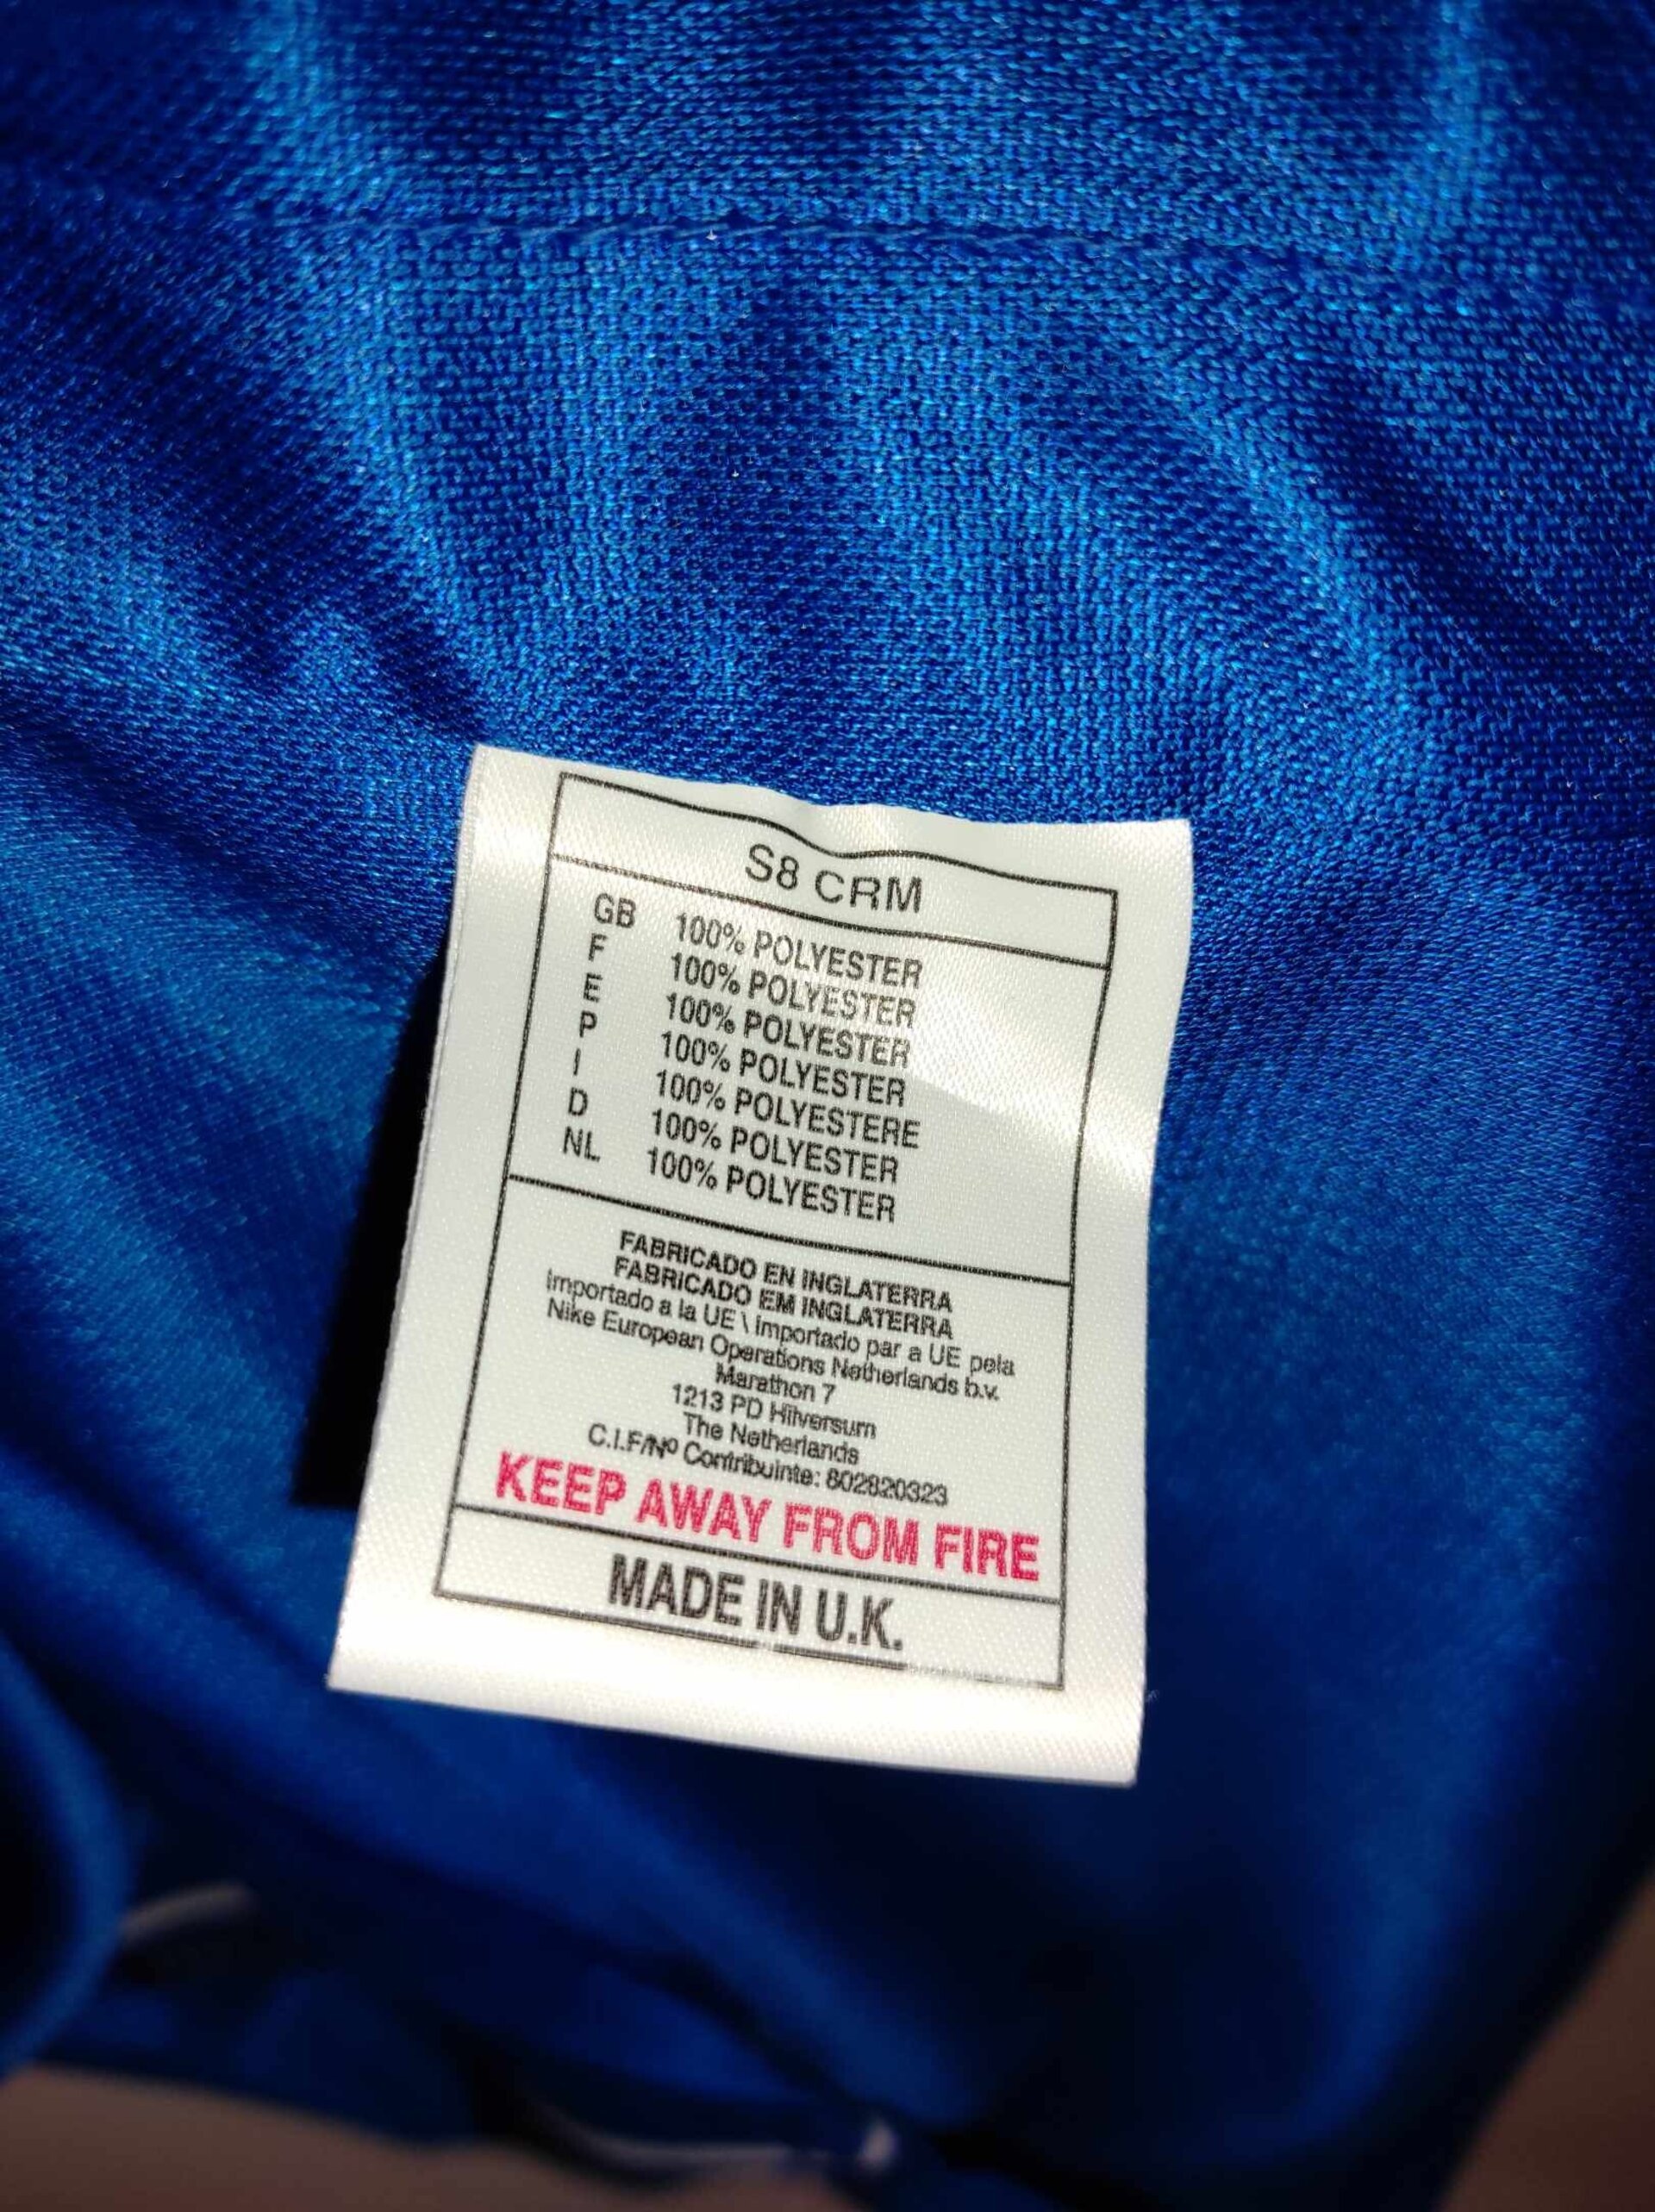 S8 CRM
GB 100% POLYESTER
F 100% POLYESTER
E 100% POLYESTER
P 100% POLYESTER
I 100% POLYESTERE
D 100% POLYESTER
NL 100% POLYESTER
FABRICADO EN INGLATERRA
FABRICADO EM INGLATERRA
Importado a la UE \ Importado par a UE pela
Nike European Operations Netherlands b.v.
Marathon 7
1213 PD Hilversum
The Netherlands
C.I.F/Nº Contribuinte: 802820323
KEEP AWAY FROM FIRE
MADE IN U.K.